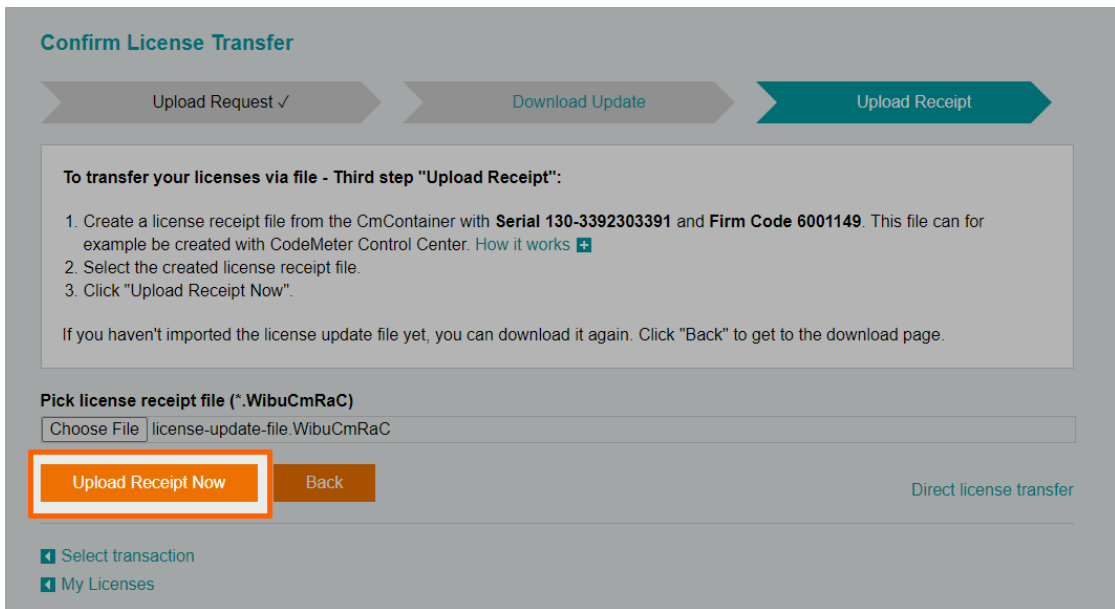 Confirm License Transfer
Upload Request ✓
Download Update
Upload Receipt
To transfer your licenses via file - Third step "Upload Receipt":
1. Create a license receipt file from the CmContainer with Serial 130-3392303391 and Firm Code 6001149. This file can for
example be created with CodeMeter Control Center. How it works +
2. Select the created license receipt file.
3. Click "Upload Receipt Now".
If you haven't imported the license update file yet, you can download it again. Click "Back" to get to the download page.
Pick license receipt file (*.WibuCmRaC)
Choose File license-update-file.WibuCmRaC
Upload Receipt Now
Back
Direct license transfer
Select transaction
My Licenses